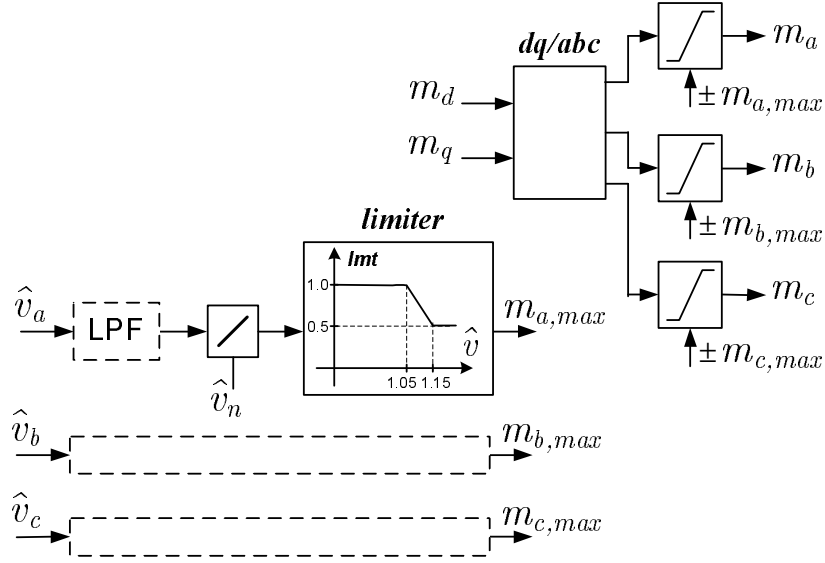 dq/abc
m_a
± m_{a,max}
m_d
m_q
m_b
± m_{b,max}
limiter
lmt
1.0
0.5
1.05 1.15
v̂
v̂_a
LPF
v̂_n
m_{a,max}
m_c
± m_{c,max}
v̂_b
m_{b,max}
v̂_c
m_{c,max}